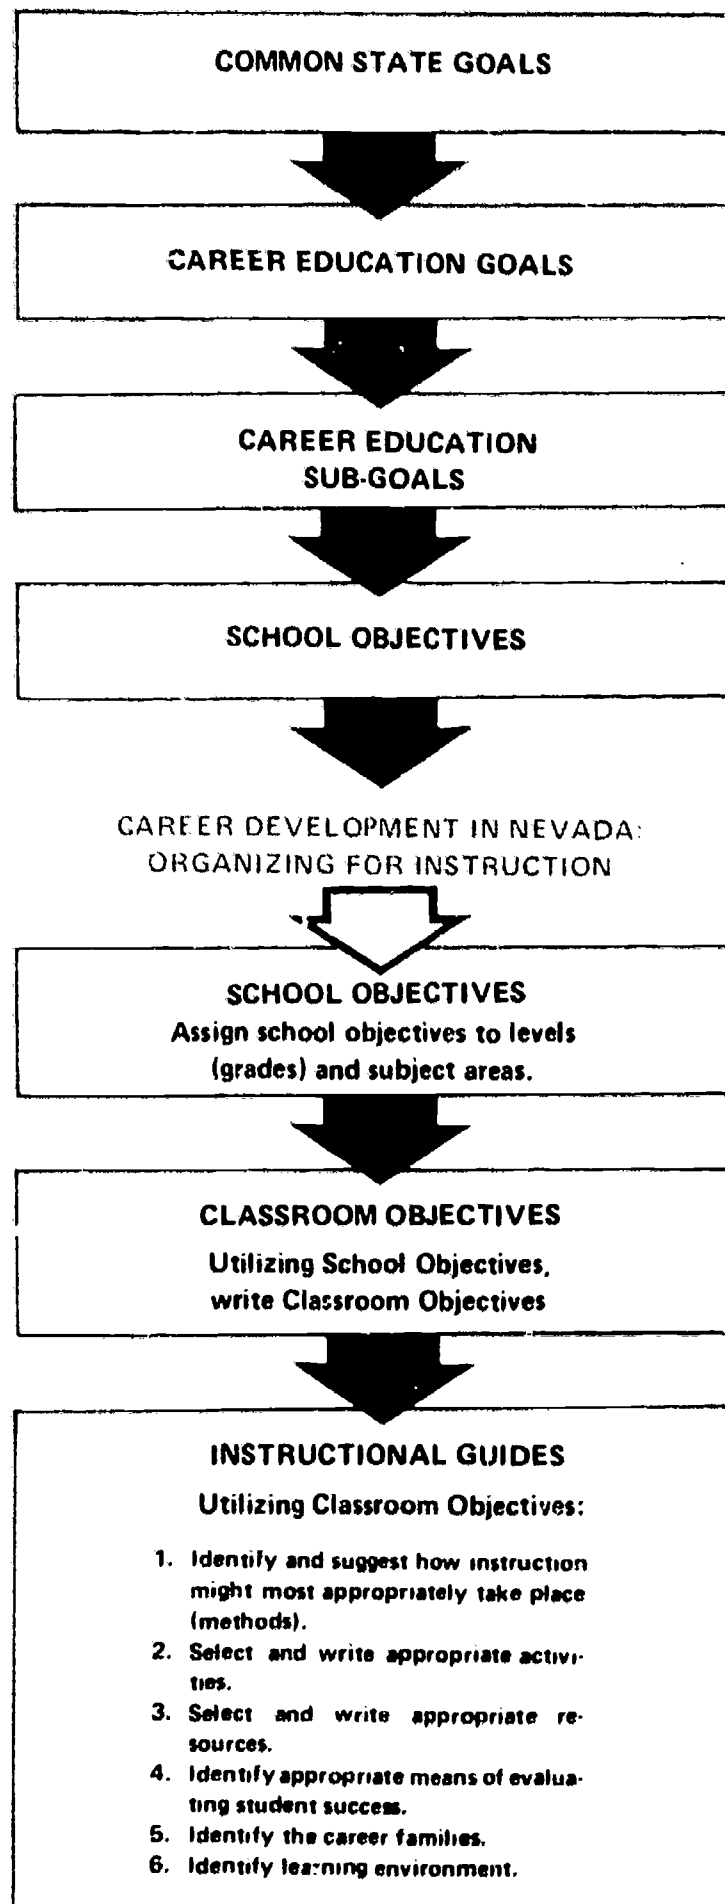 COMMON STATE GOALS
CAREER EDUCATION GOALS
CAREER EDUCATION
SUB-GOALS
SCHOOL OBJECTIVES
CAREER DEVELOPMENT IN NEVADA:
ORGANIZING FOR INSTRUCTION
SCHOOL OBJECTIVES
Assign school objectives to levels
(grades) and subject areas.
CLASSROOM OBJECTIVES
Utilizing School Objectives,
write Classroom Objectives
INSTRUCTIONAL GUIDES
Utilizing Classroom Objectives:
1. Identify and suggest how instruction
might most appropriately take place
(methods).
2. Select and write appropriate activi-
ties.
3. Select and write appropriate re-
sources.
4. Identify appropriate means of evalua-
ting student success.
5. Identify the career families.
6. Identify learning environment.